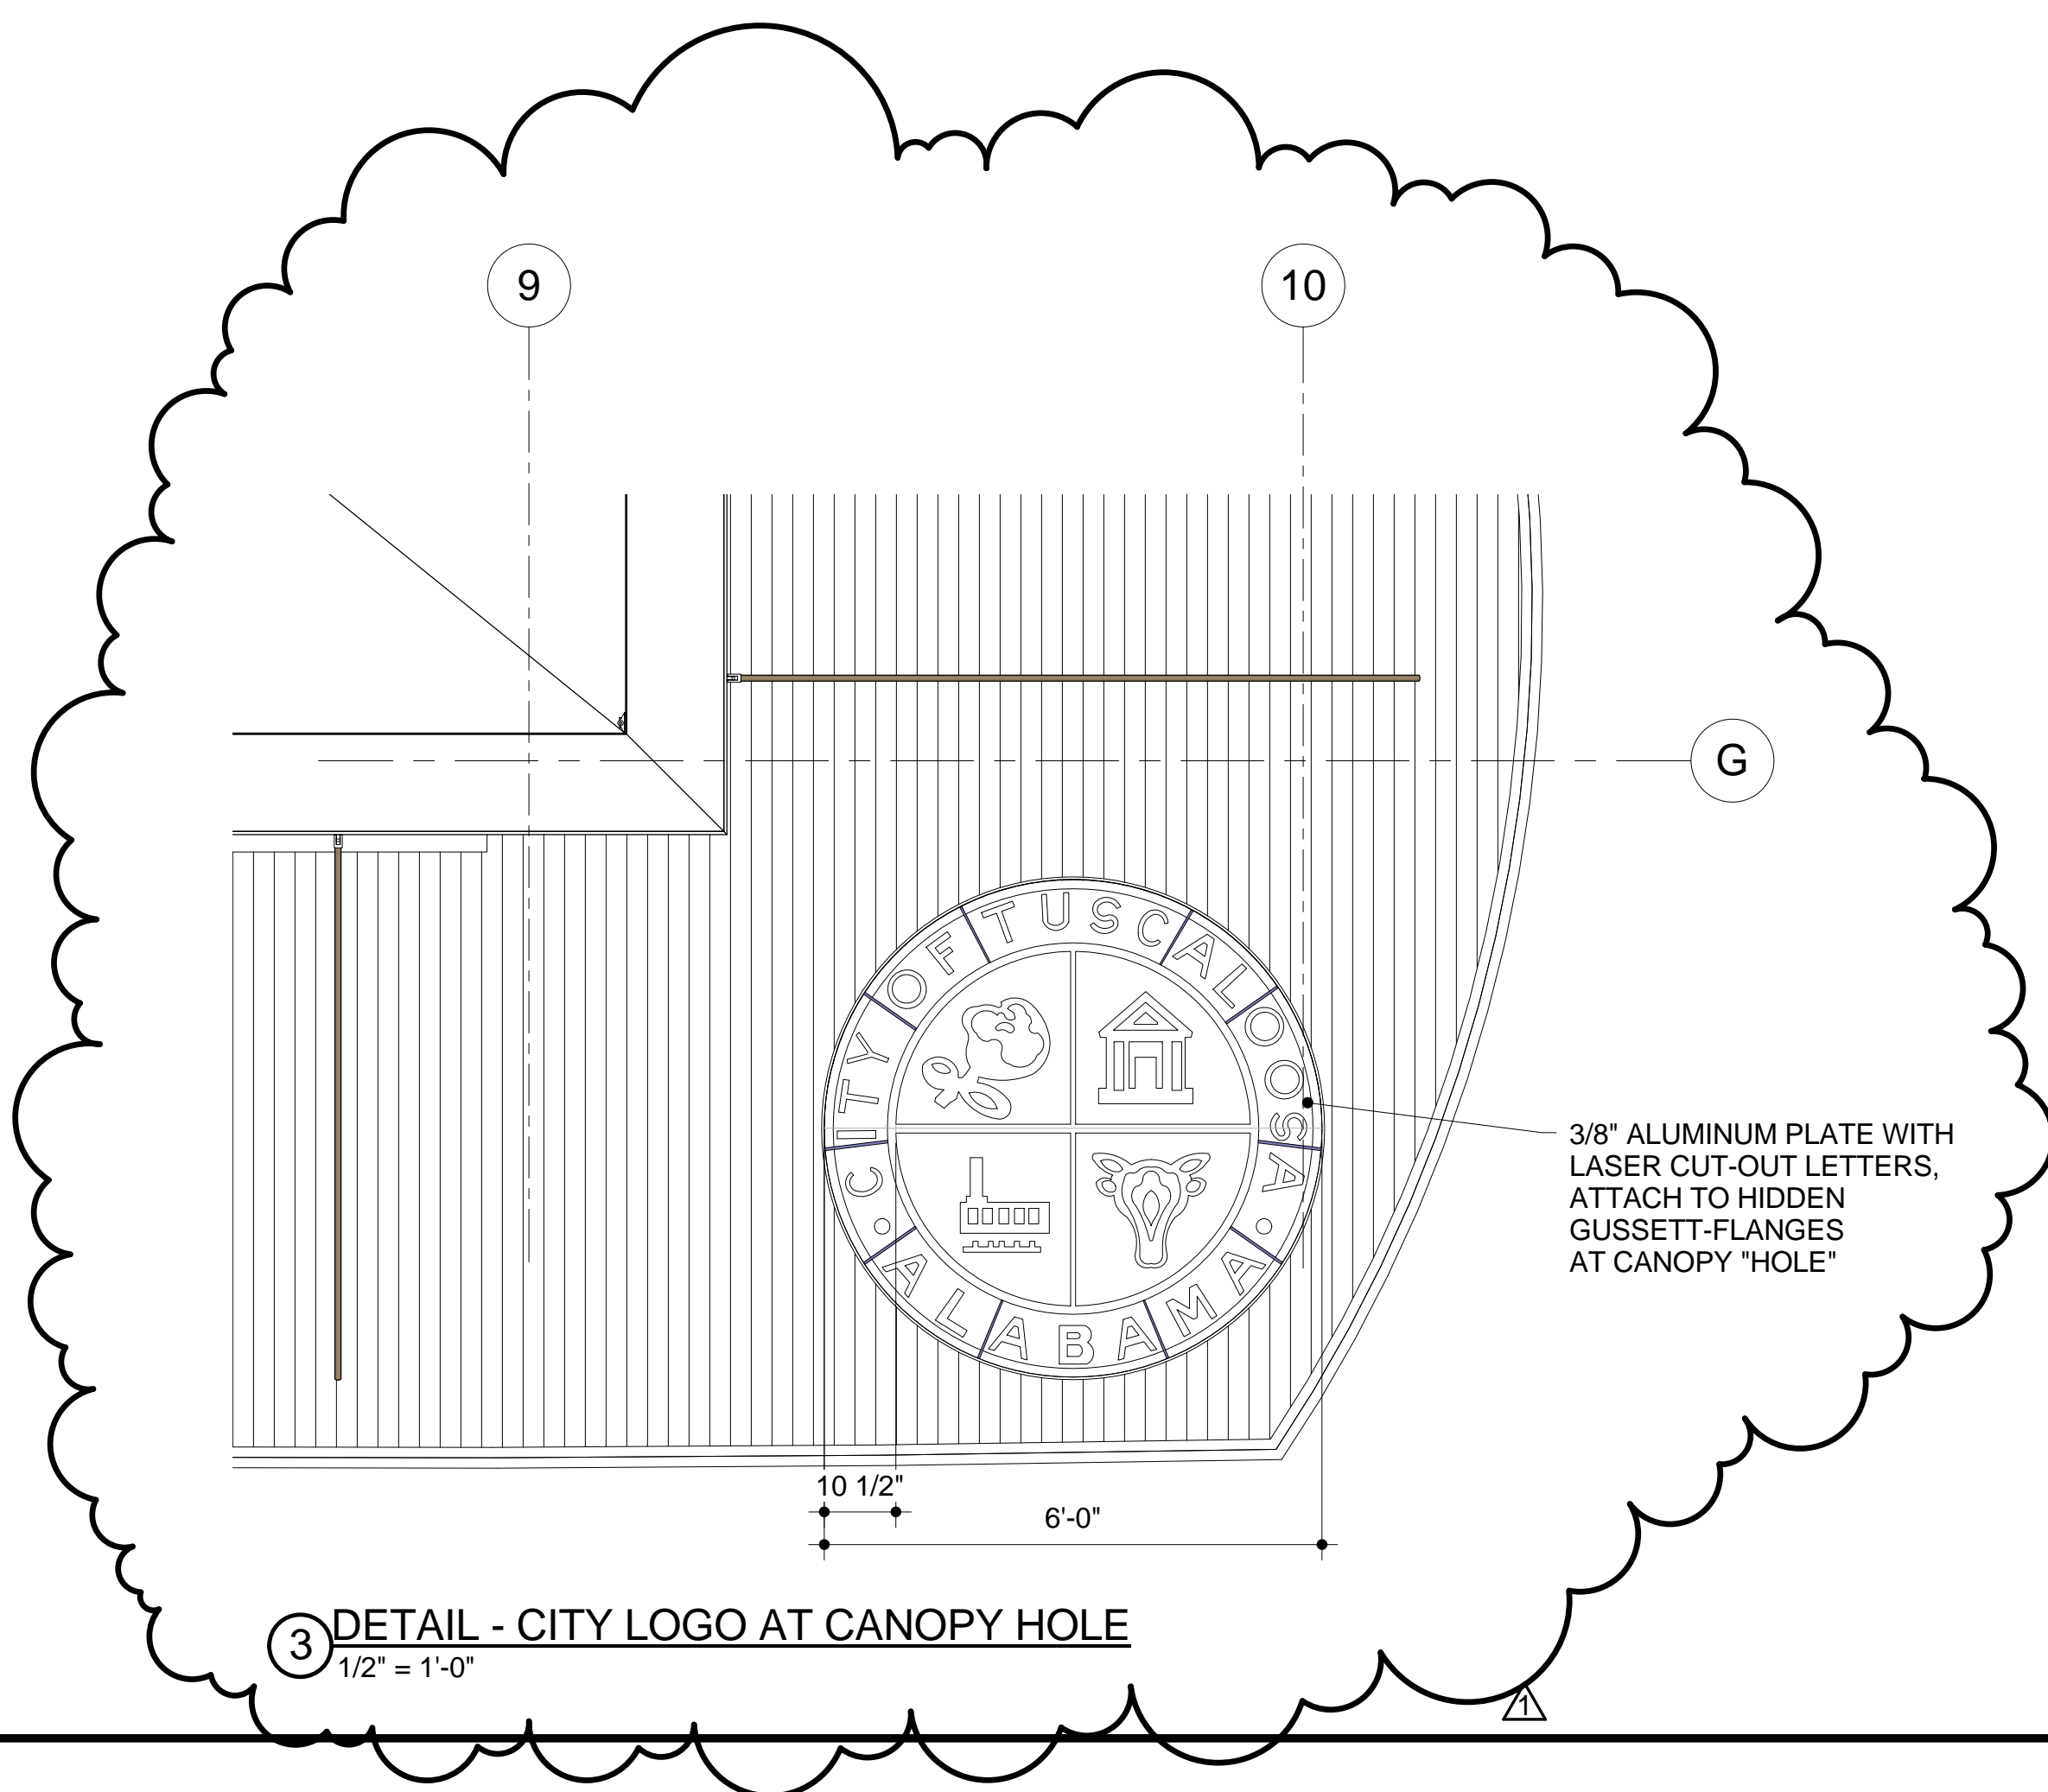 9
10
G
CITY OF TUSCALOOSA
• ALABAMA •
3/8" ALUMINUM PLATE WITH
LASER CUT-OUT LETTERS,
ATTACH TO HIDDEN
GUSSETT-FLANGES
AT CANOPY "HOLE"
10 1/2"
6'-0"
3 DETAIL - CITY LOGO AT CANOPY HOLE
1/2" = 1'-0"
1